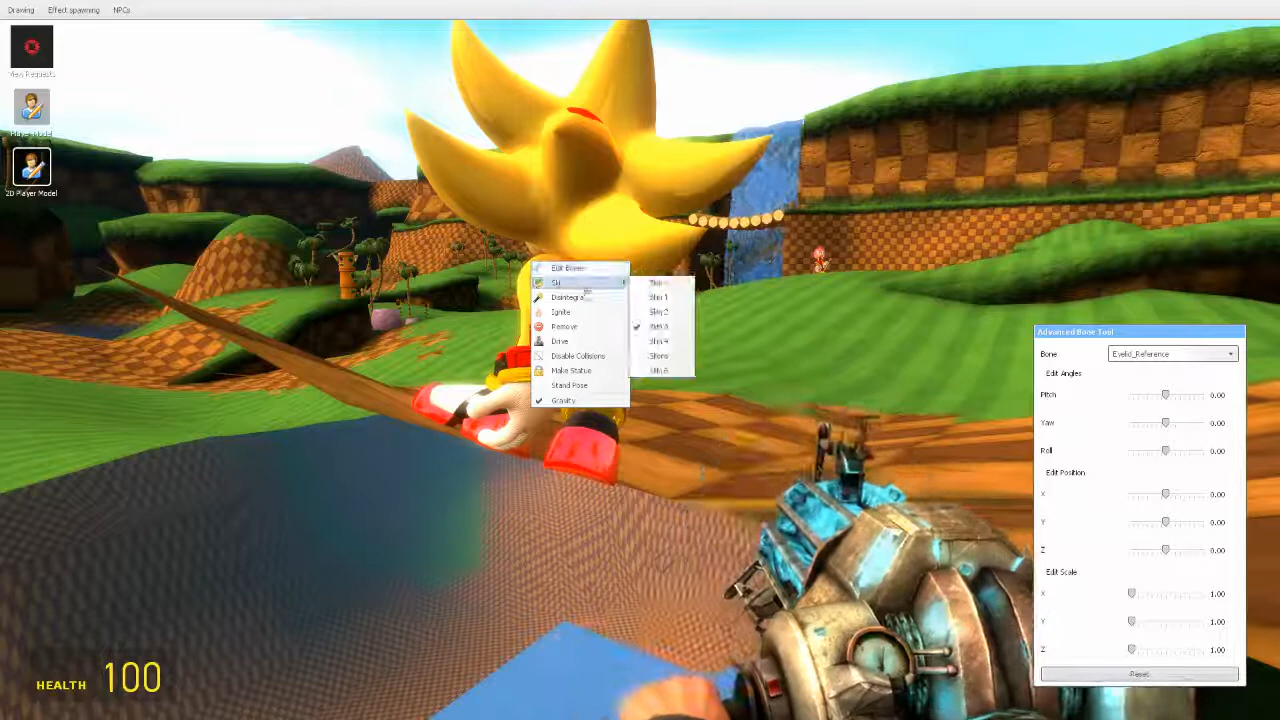 Drawing Effect spawning NPCs
View Requests
Player Model
2D Player Model
Edit Bones
Disintegra
Ignite
Remove
Drive
Disable Collisions
Make Statue
Stand Pose
Gravity
Skin 1
Skin 2
Skin 3
Skin 4
Advanced Bone Tool
Bone Eyelid_Reference
Edit Angles
Pitch 0.00
Yaw 0.00
Roll 0.00
Edit Position
X 0.00
Y 0.00
Z 0.00
Edit Scale
X 1.00
Y 1.00
Z 1.00
Reset
HEALTH 100